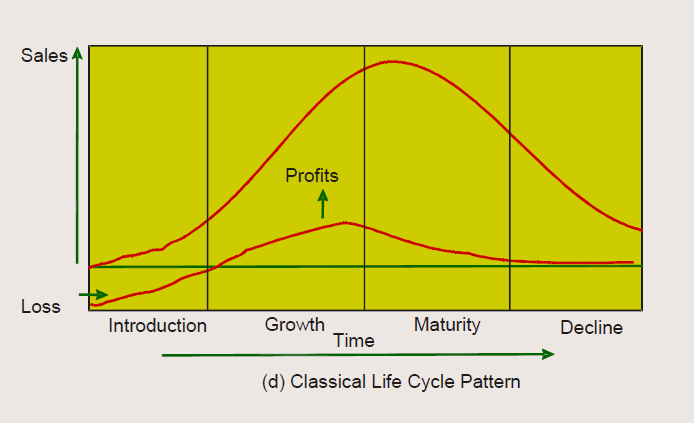 Sales
Profits
Loss
Introduction
Growth
Maturity
Decline
Time
(d) Classical Life Cycle Pattern